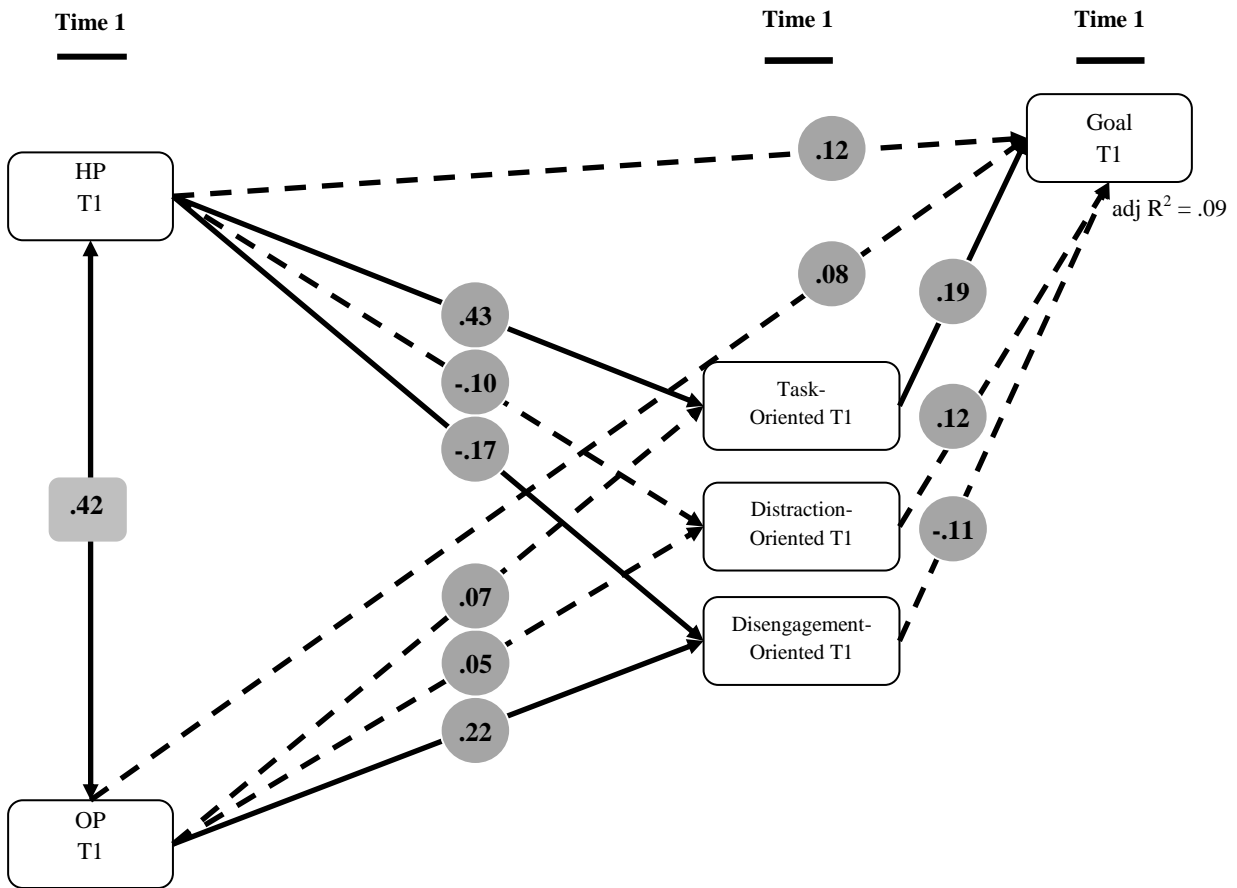 Time 1
Time 1
Time 1
Goal
T1
adj R² = .09
HP
T1
.12
.08
.43
.19
-.10
-.17
Task-
Oriented T1
.12
.42
Distraction-
Oriented T1
-.11
.07
.05
.22
Disengagement-
Oriented T1
OP
T1